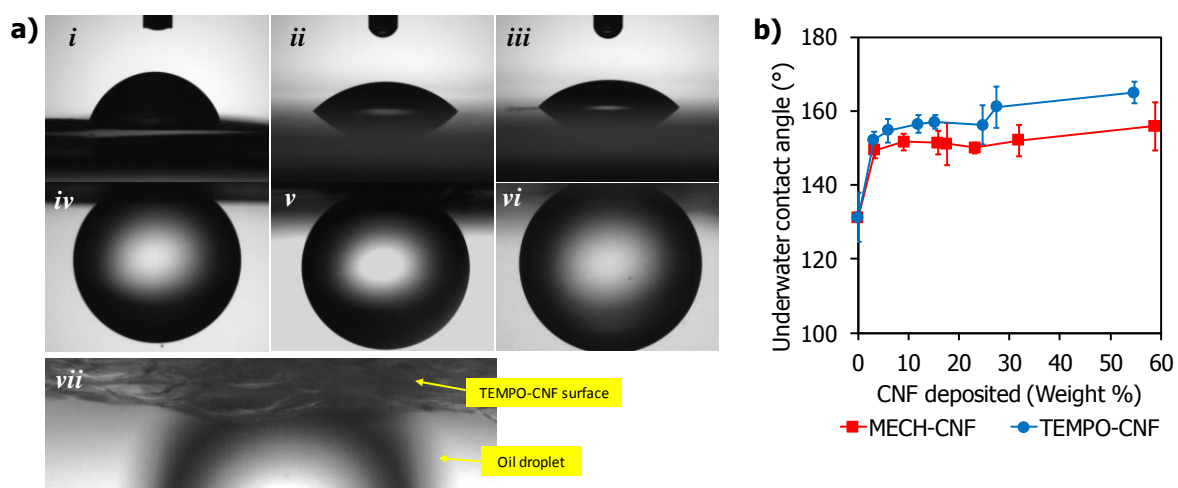 a)
i
ii
iii
iv
v
vi
vii
TEMPO-CNF surface
Oil droplet
b)
Underwater contact angle (°)
180
160
140
120
100
0 10 20 30 40 50 60
CNF deposited (Weight %)
MECH-CNF TEMPO-CNF